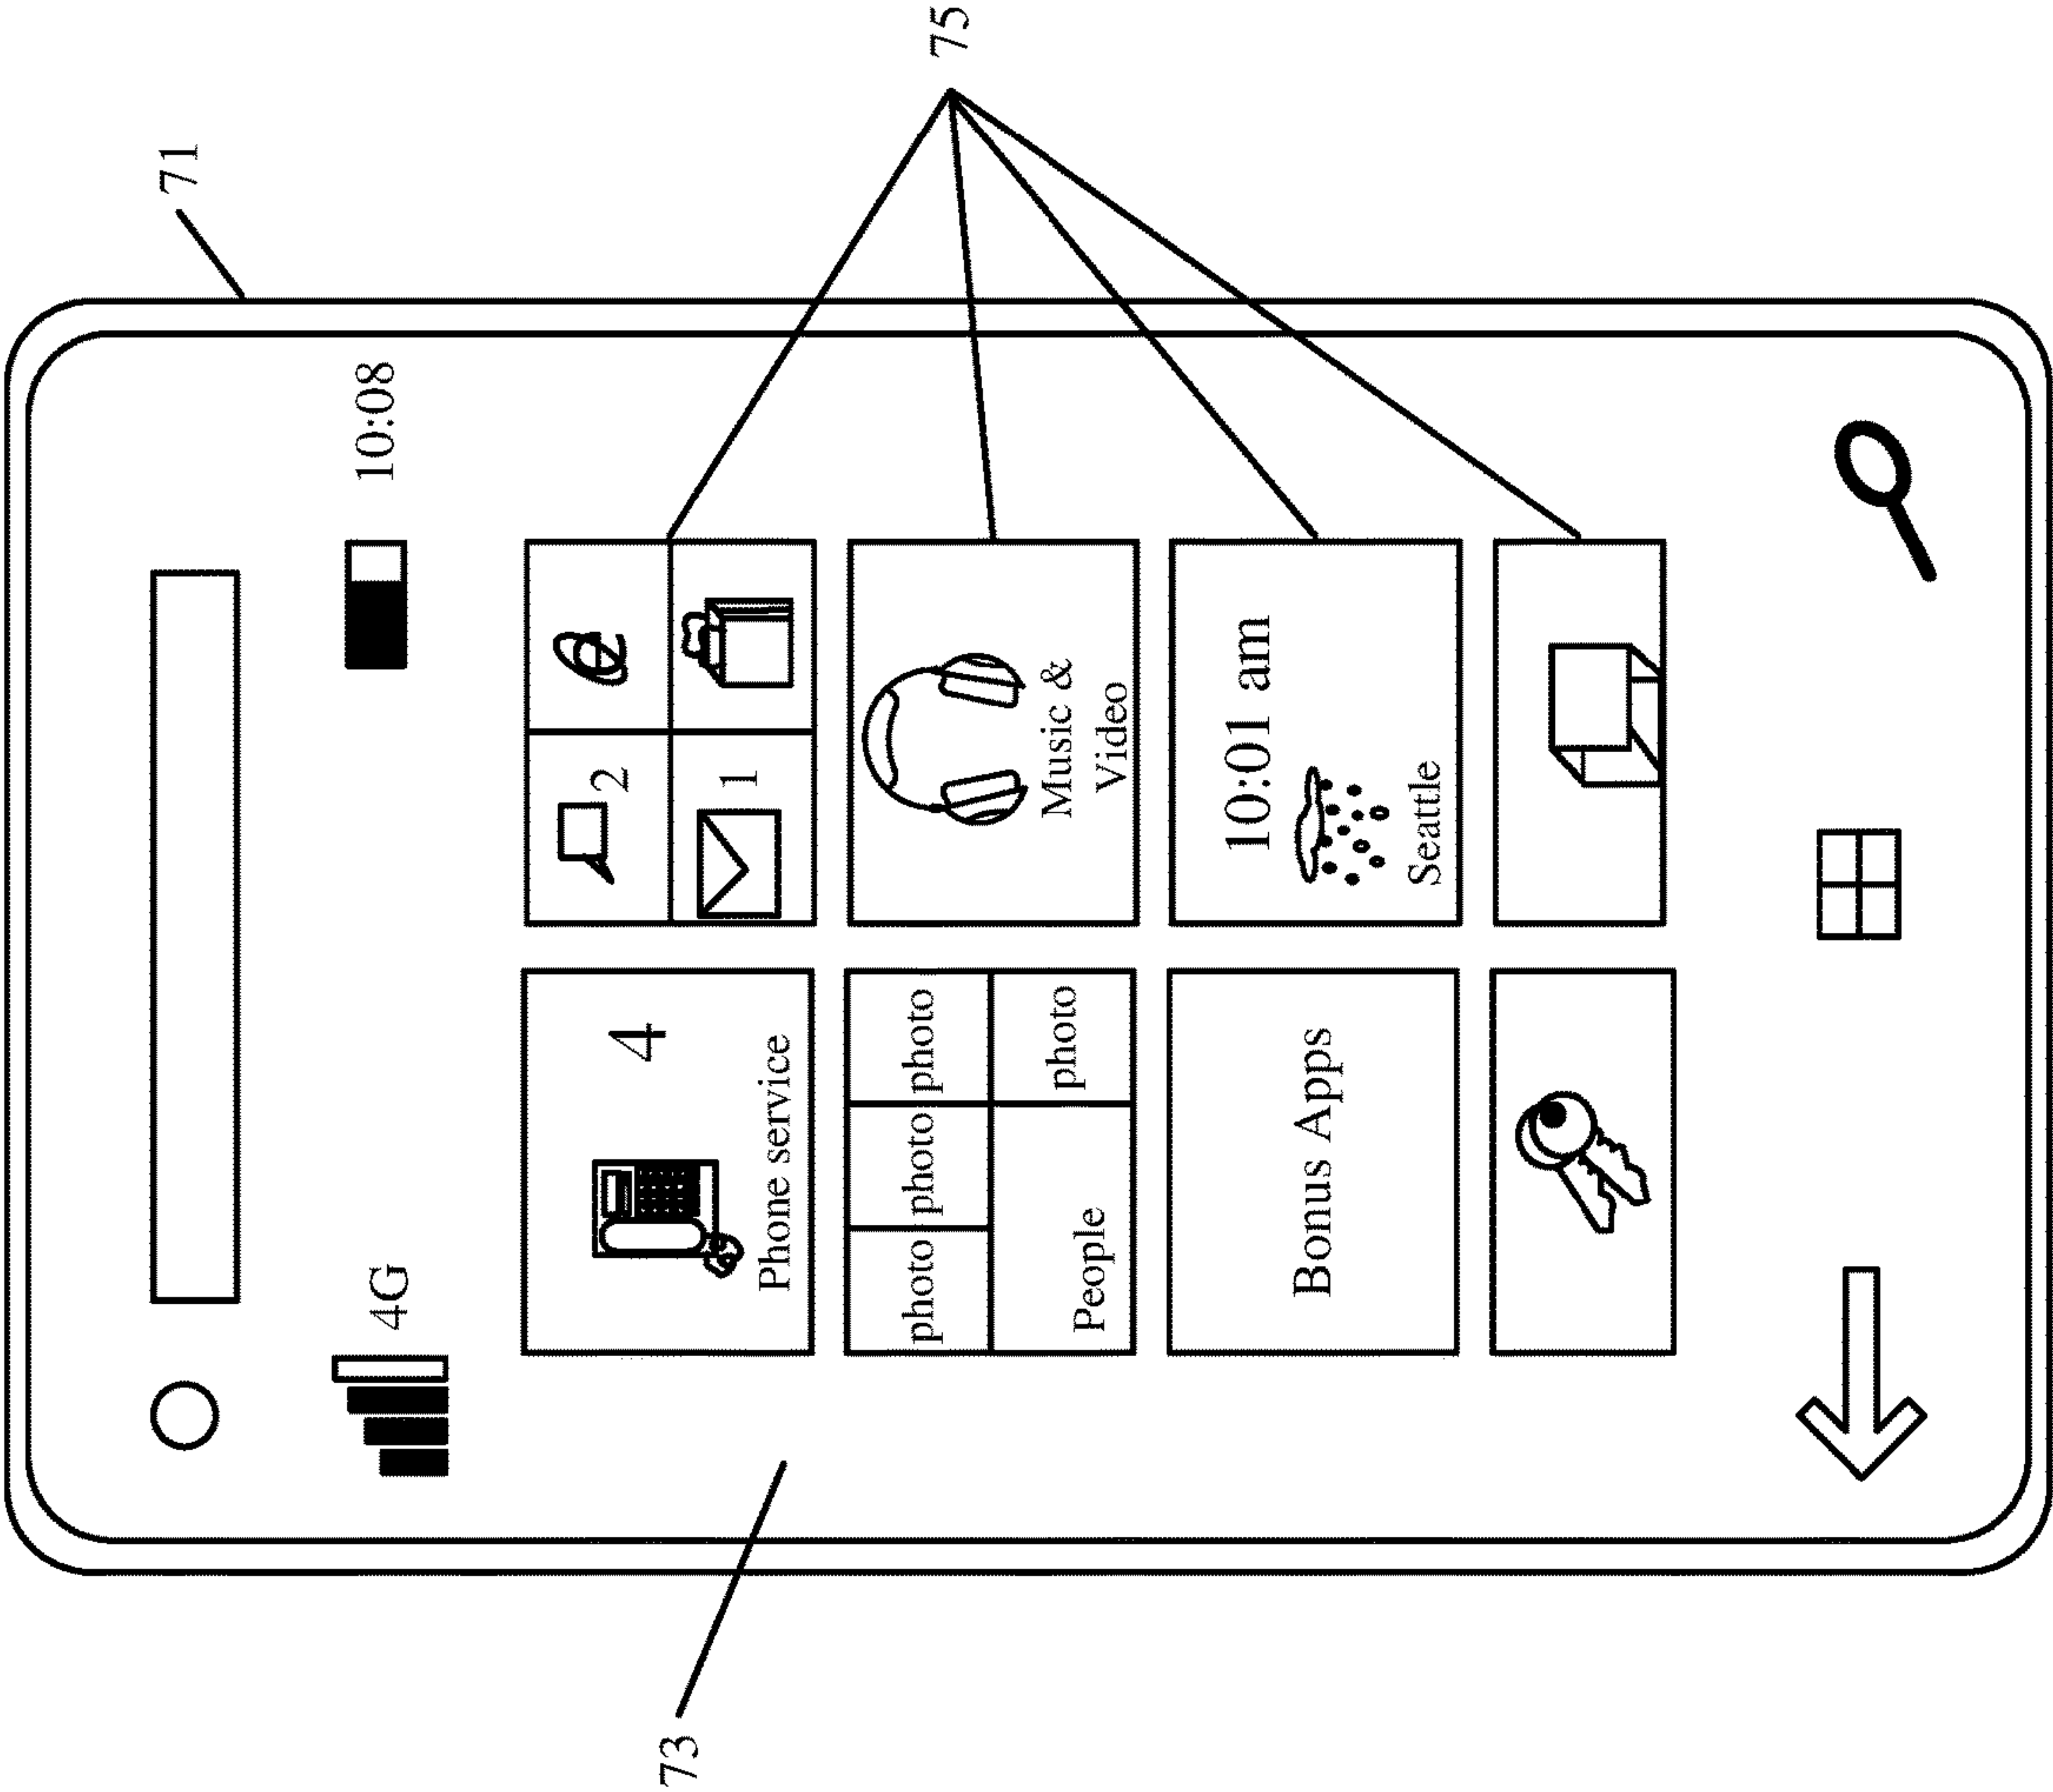 71
75
73
4G
10:08
4
Phone service
2
1
photo photo photo
People
photo
Music &
Video
Bonus Apps
10:01 am
Seattle